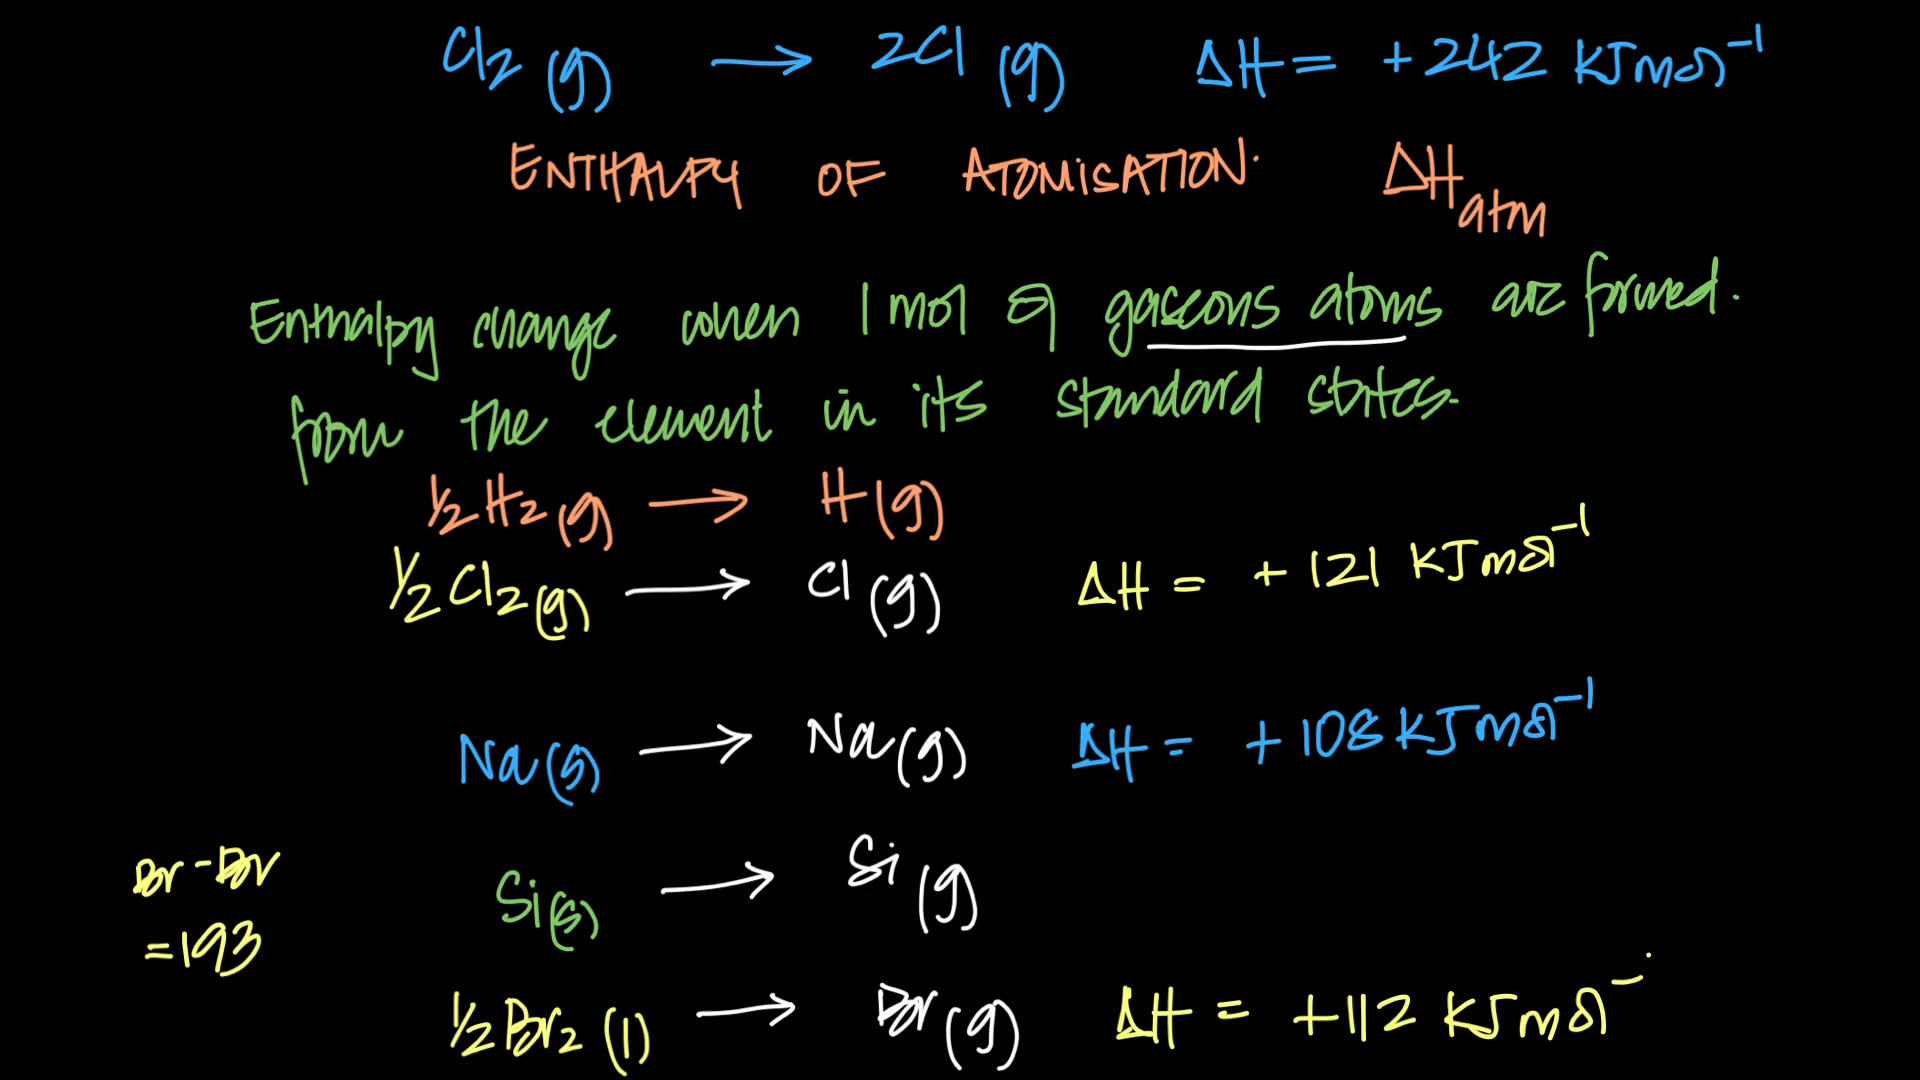 Cl₂ (g) → 2Cl (g) ΔH = +242 kJmol⁻¹
ENTHALPY OF ATOMISATION. ΔHatm
Enthalpy change when 1 mol of gaseous atoms are formed.
from the element in its standard states.
½H₂(g) → H(g)
½Cl₂(g) → Cl(g) ΔH = +121 kJmol⁻¹
Na(s) → Na(g) ΔH = +108 kJmol⁻¹
Si(s) → Si(g)
Br-Br
=193
½Br₂(l) → Br(g) ΔH = +112 kJmol⁻